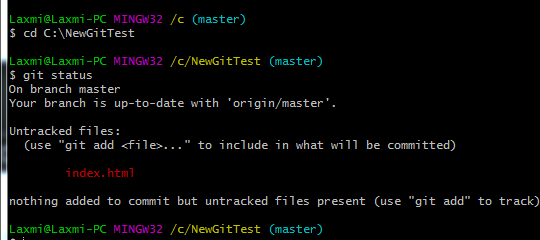 Laxmi@Laxmi-PC MINGW32 /c (master)
$ cd C:\NewGitTest
Laxmi@Laxmi-PC MINGW32 /c/NewGitTest (master)
$ git status
On branch master
Your branch is up-to-date with 'origin/master'.
Untracked files:
  (use "git add <file>..." to include in what will be committed)
        index.html
nothing added to commit but untracked files present (use "git add" to track)
Laxmi@Laxmi-PC MINGW32 /c/NewGitTest (master)